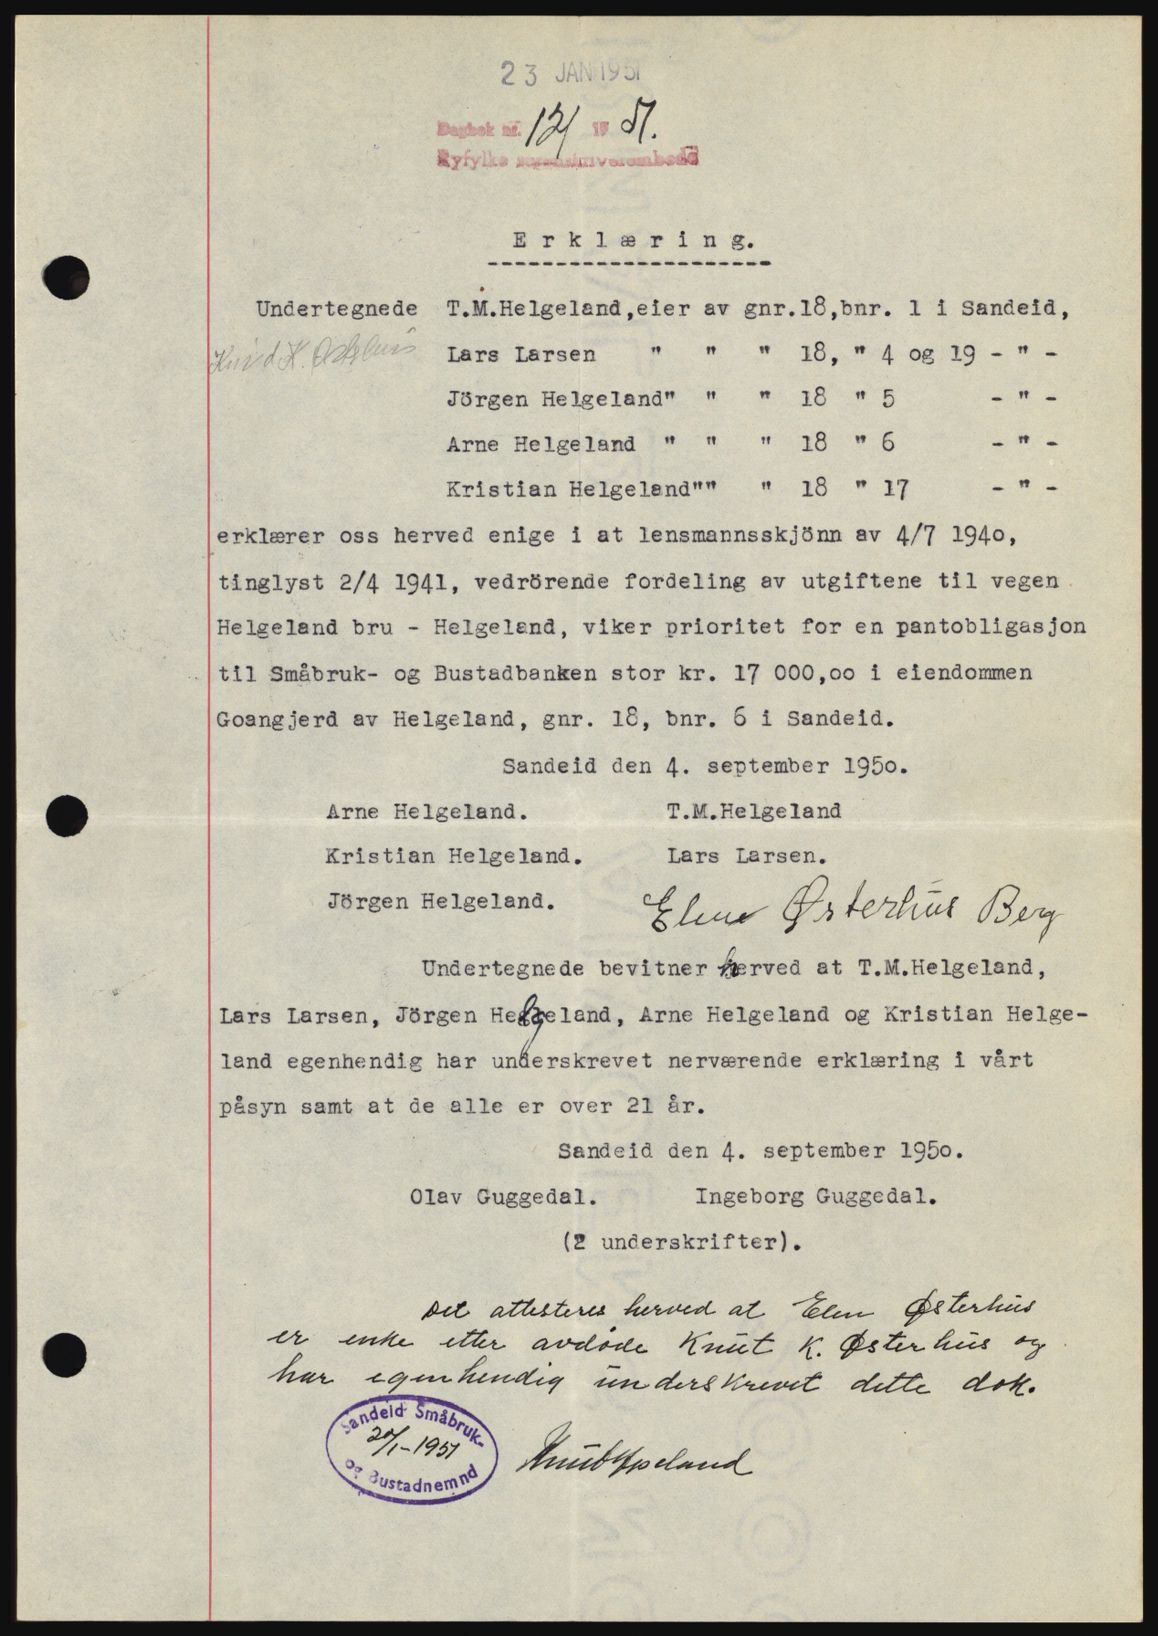 23 JAN 1951
Dagbok nr. 121 19 51.
Ryfylke sorenskriverembede
Erklæring.
Undertegnede T.M.Helgeland,eier av gnr.18,bnr. 1 i Sandeid,
Knud K. Østhus
Lars Larsen " " " 18, " 4 og 19 - " -
Jörgen Helgeland" " " 18 " 5 - " -
Arne Helgeland " " " 18 " 6 - " -
Kristian Helgeland"" " 18 " 17 - " -
erklærer oss herved enige i at lensmannsskjönn av 4/7 194o,
tinglyst 2/4 1941, vedrörende fordeling av utgiftene til vegen
Helgeland bru - Helgeland, viker prioritet for en pantobligasjon
til Småbruk- og Bustadbanken stor kr. 17 000,oo i eiendommen
Goangjerd av Helgeland, gnr. 18, bnr. 6 i Sandeid.
Sandeid den 4. september 195o.
Arne Helgeland. T.M.Helgeland
Kristian Helgeland. Lars Larsen.
Jörgen Helgeland. Elene Østerhus Berg
Undertegnede bevitner herved at T.M.Helgeland,
Lars Larsen, Jörgen Helgeland, Arne Helgeland og Kristian Helge-
land egenhendig har underskrevet nerværende erklæring i vårt
påsyn samt at de alle er over 21 år.
Sandeid den 4. september 195o.
Olav Guggedal. Ingeborg Guggedal.
(2 underskrifter).
Det attesteres herved at Elen Østerhus
er enke etter avdøde Knut K. Østerhus og
har egenhendig underskrevet dette dok.
Sandeid Småbruk-
20/1-1951
og Bustadnemnd